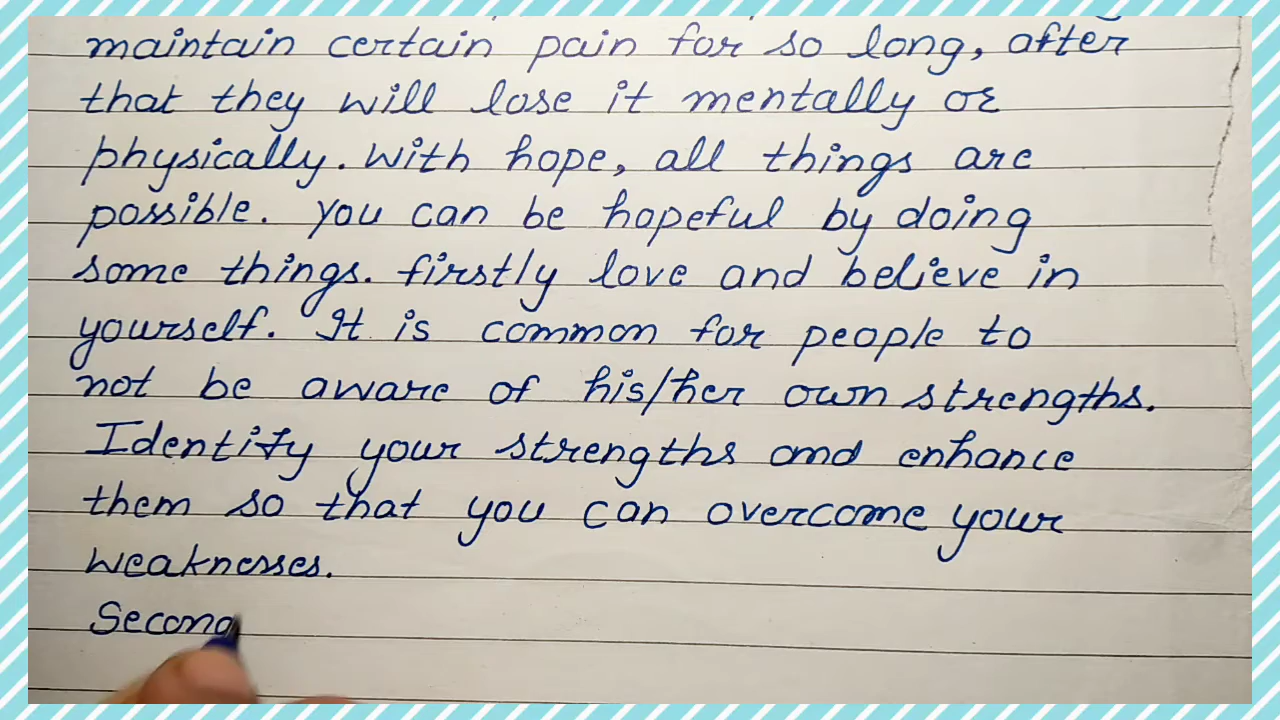 maintain certain pain for so long, after
that they will lose it mentally or
physically. With hope, all things are
possible. You can be hopeful by doing
some things. firstly love and believe in
yourself. It is common for people to
not be aware of his/her own strengths.
Identify your strengths and enhance
them so that you can overcome your
weaknesses.
Second